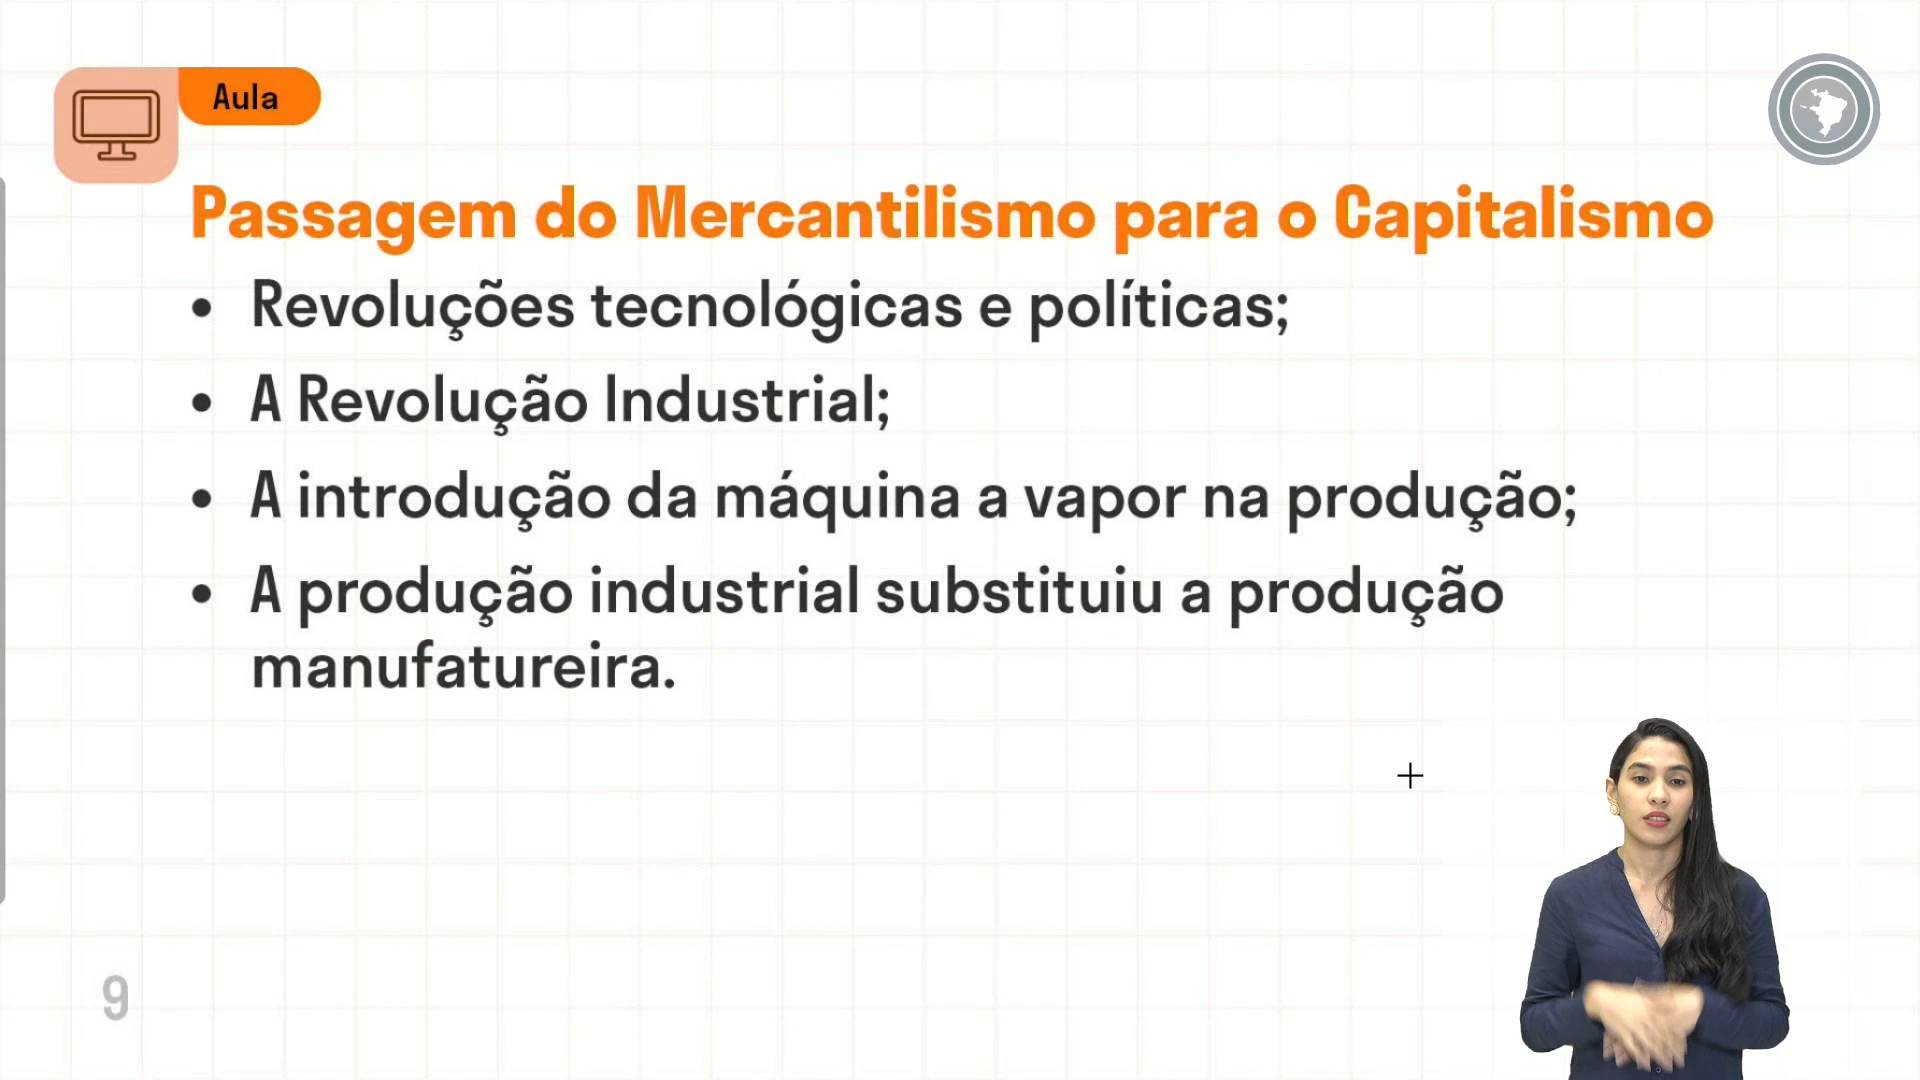 Aula
Passagem do Mercantilismo para o Capitalismo
• Revoluções tecnológicas e políticas;
• A Revolução Industrial;
• A introdução da máquina a vapor na produção;
• A produção industrial substituiu a produção
manufatureira.
9